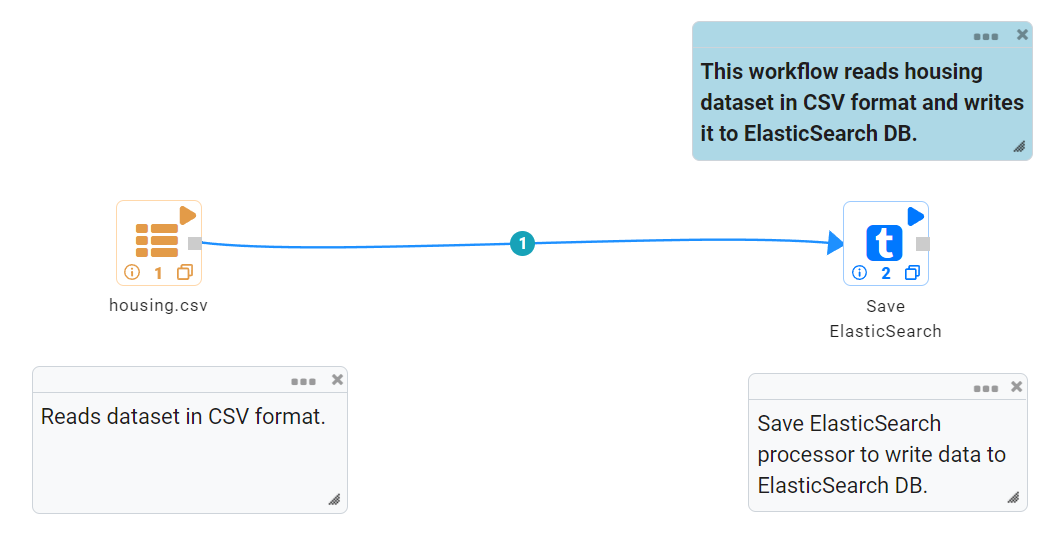 This workflow reads housing
dataset in CSV format and writes
it to ElasticSearch DB.
1
1
housing.csv
t
2
Save
ElasticSearch
Reads dataset in CSV format.
Save ElasticSearch
processor to write data to
ElasticSearch DB.